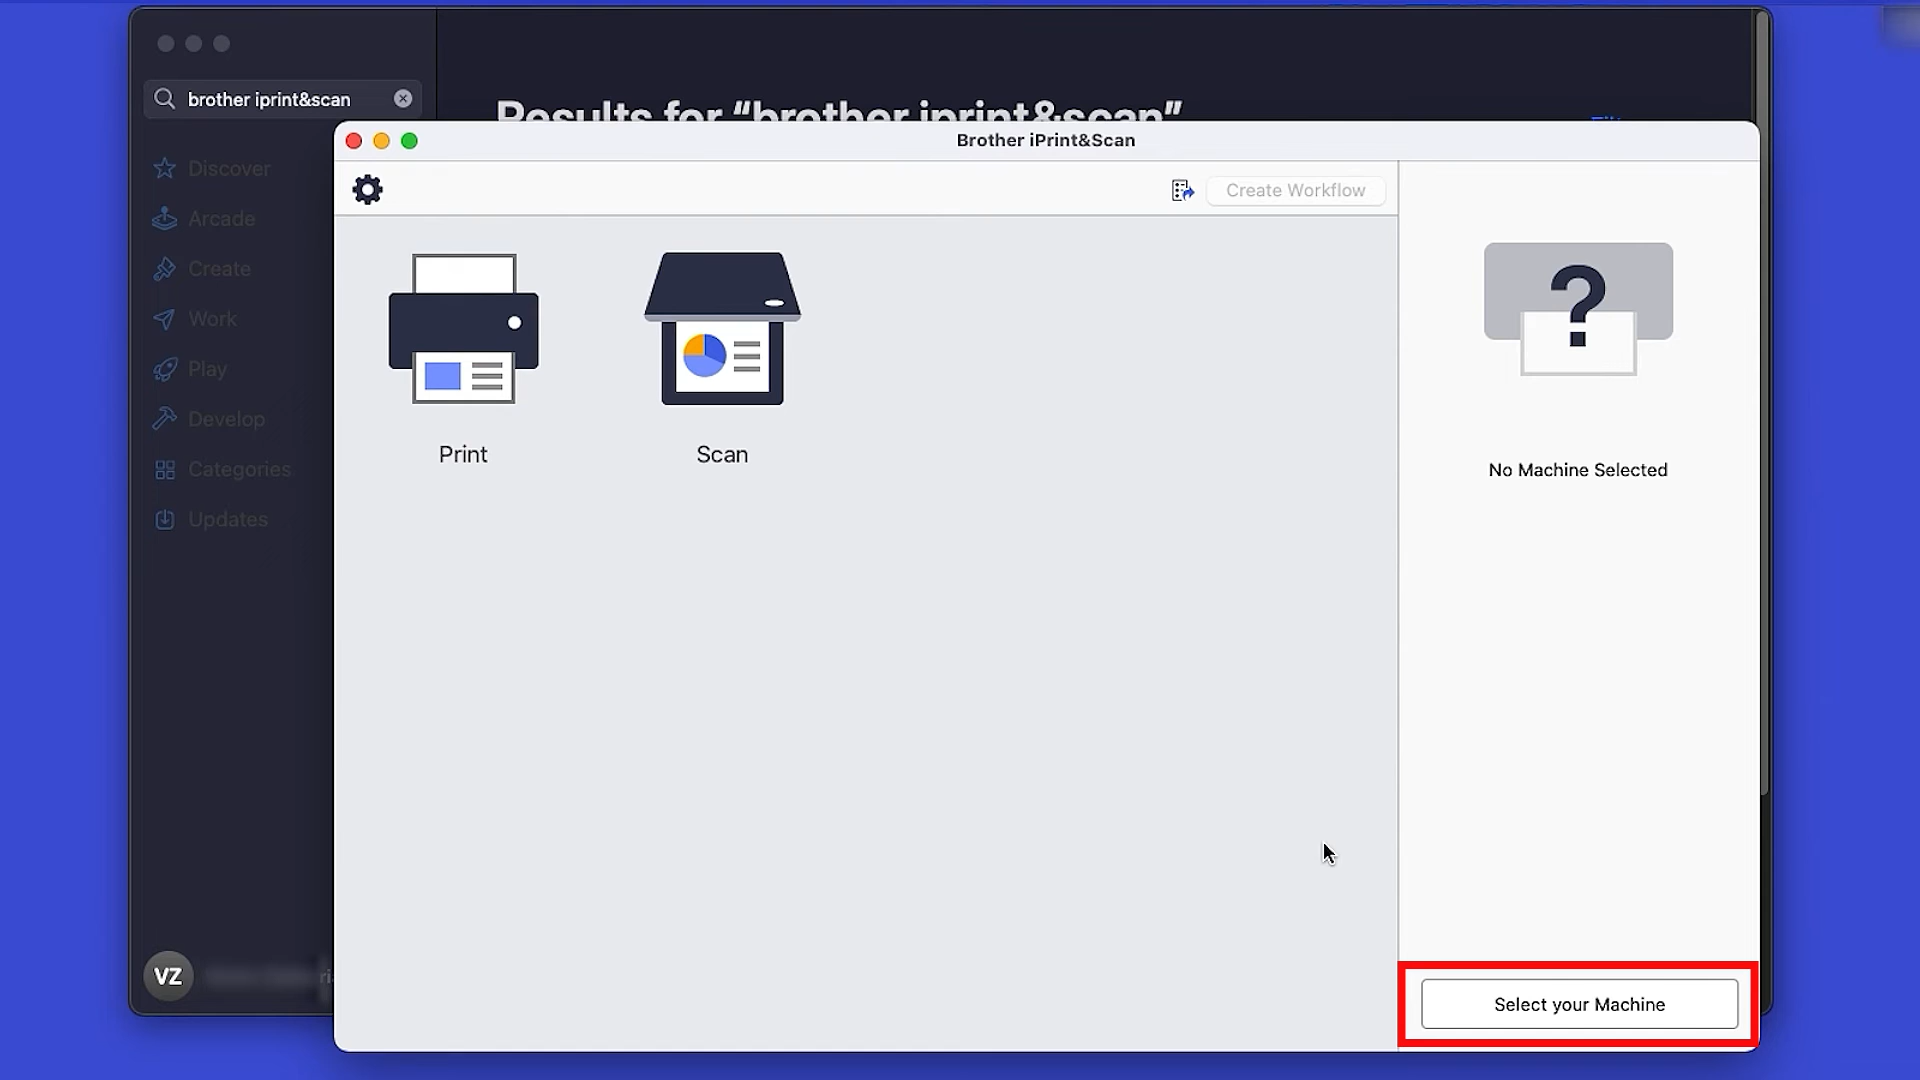 brother iprint&scan
Results for “brother iprint&scan”
Brother iPrint&Scan
Create Workflow
Discover
Arcade
Create
Work
Play
Develop
Categories
Updates
Print
Scan
No Machine Selected
VZ
Select your Machine